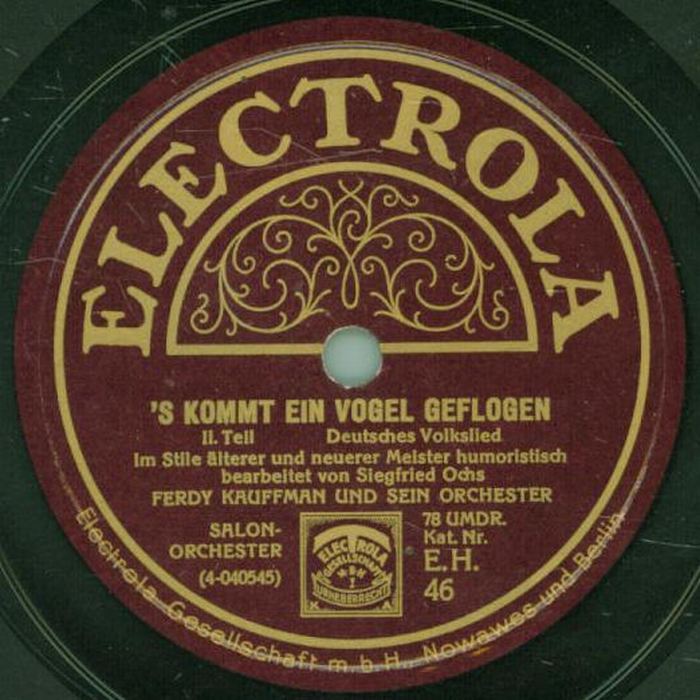 ELECTROLA
'S KOMMT EIN VOGEL GEFLOGEN
II. Teil Deutsches Volkslied
Im Stile älterer und neuerer Meister humoristisch
bearbeitet von Siegfried Ochs
FERDY KAUFFMAN UND SEIN ORCHESTER
SALON-
ORCHESTER
(4-040545)
ELECTROLA
GESELLSCHAFT
M B H
URHEBERRECHT
K A
78 UMDR.
Kat. Nr.
E.H.
46
Electrola Gesellschaft m.b.H., Nowawes und Berlin